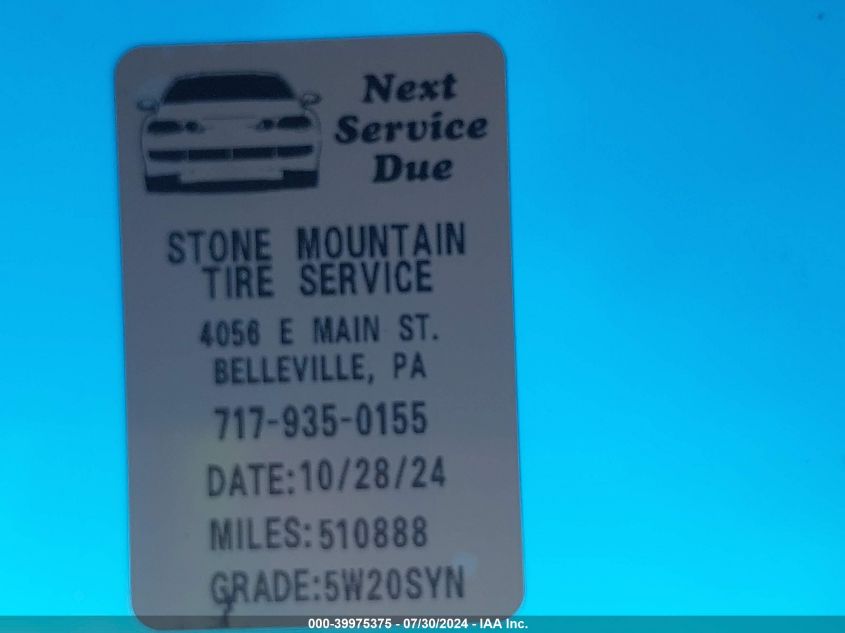 Next
Service
Due
STONE MOUNTAIN
TIRE SERVICE
4056 E MAIN ST.
BELLEVILLE, PA
717-935-0155
DATE:10/28/24
MILES:510888
GRADE:5W20SYN
000-39975375 - 07/30/2024 - IAA Inc.